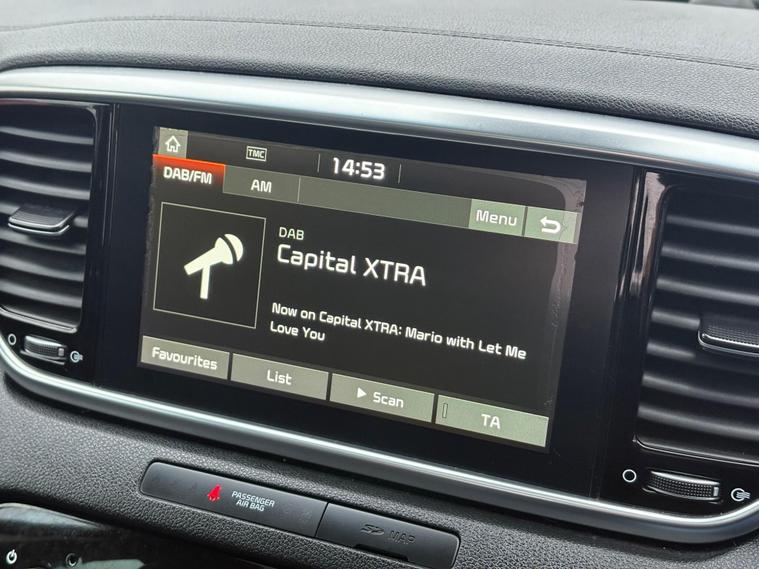 TMC
14:53
DAB/FM
AM
Menu
DAB
Capital XTRA
Now on Capital XTRA: Mario with Let Me
Love You
Favourites
List
Scan
TA
PASSENGER
AIR BAG
SD MAP